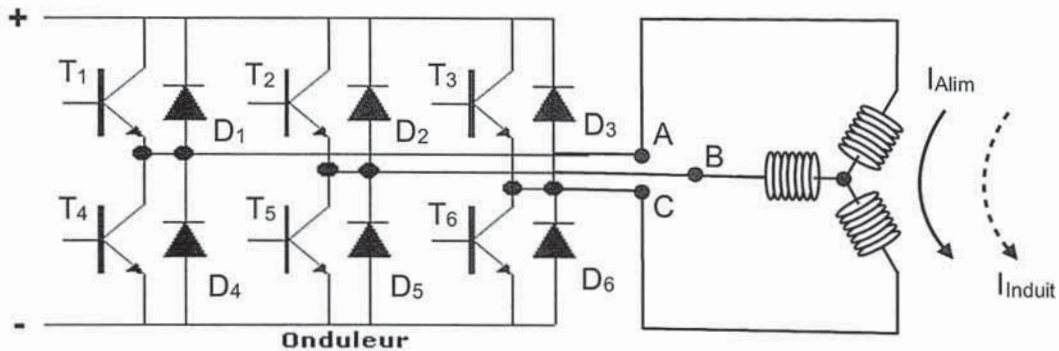 +
T1
T2
T3
D1
D2
D3
A
B
C
IAlim
T4
T5
T6
D4
D5
D6
IInduit
-
Onduleur